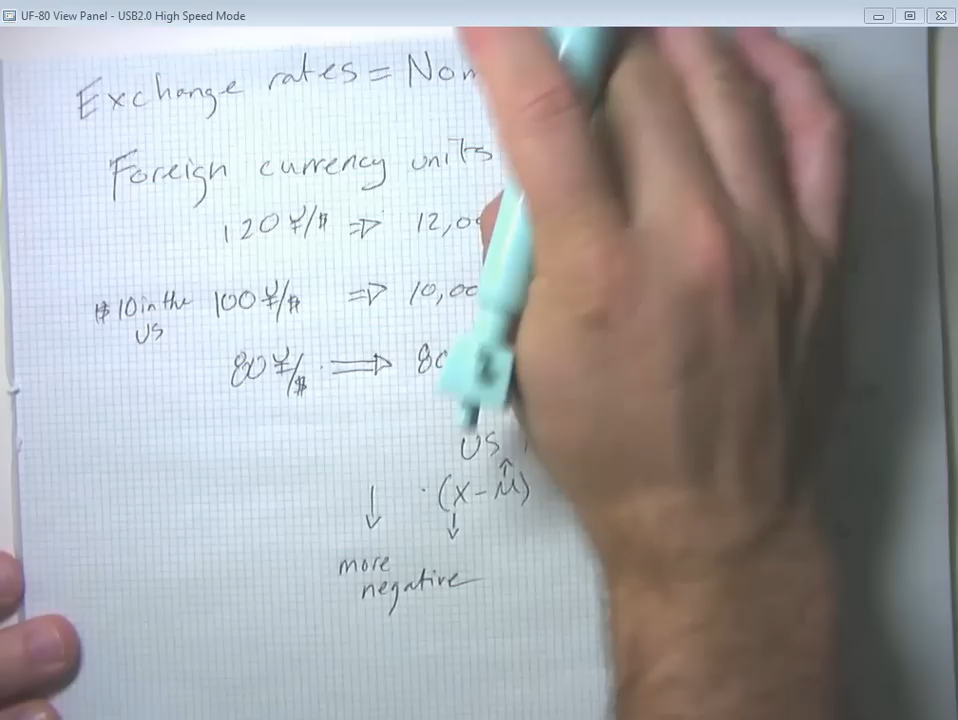 UF-80 View Panel - USB2.0 High Speed Mode
Exchange rates = Nom
Foreign currency units
120¥/$ ⇒ 12,00
$10 in the 100¥/$ ⇒ 10,00
US
80¥/$ ⇒ 80
US
↑
↓ (X-M)
↓
more
negative